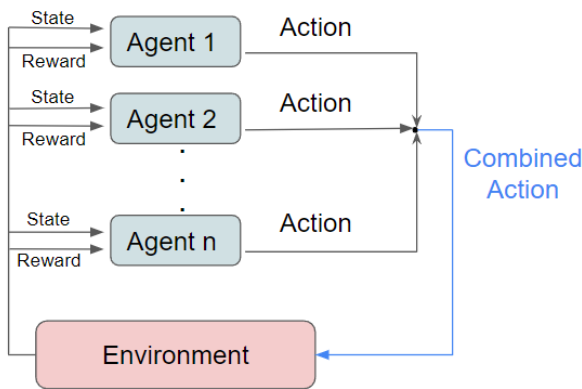 State
Reward
Agent 1
Action
State
Reward
Agent 2
Action
Combined
Action
State
Reward
Agent n
Action
Environment